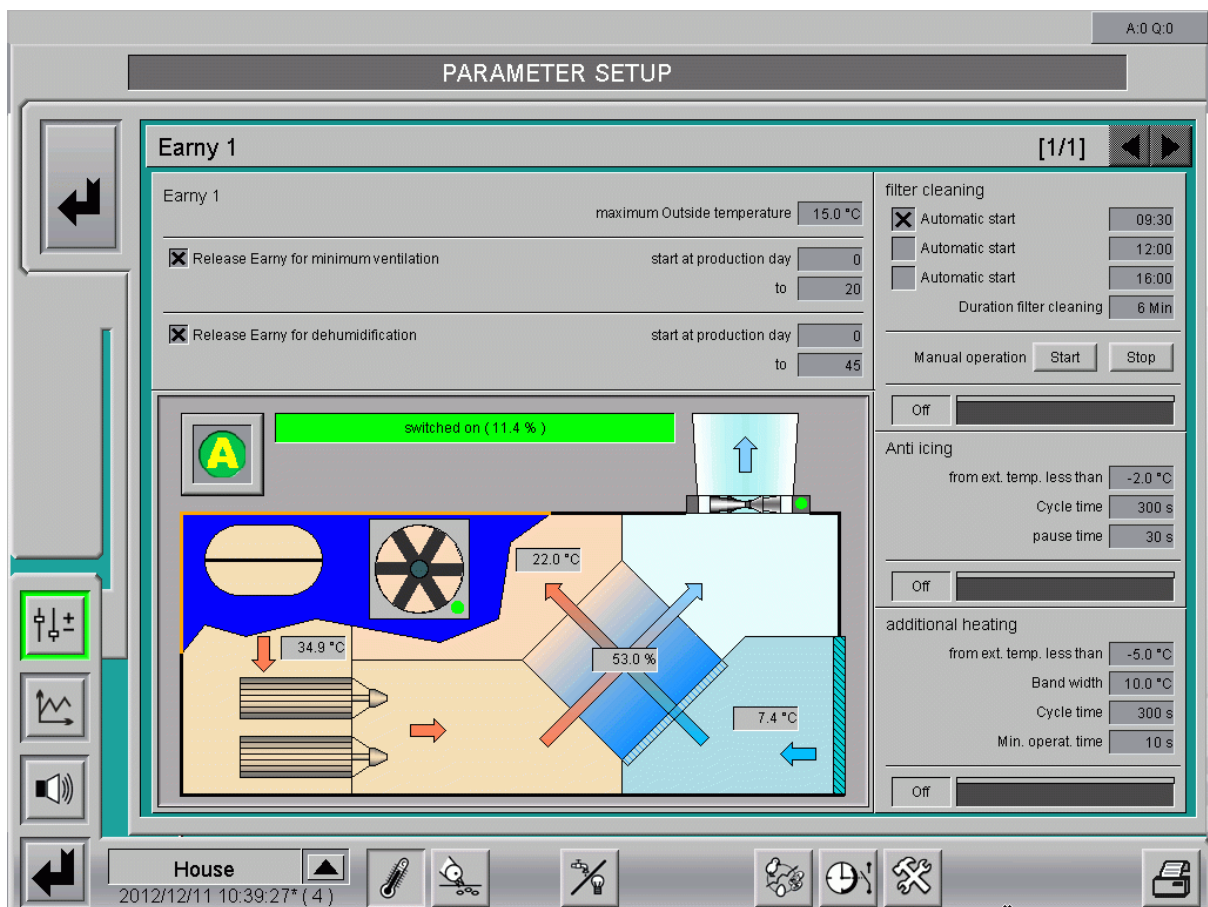 A:0 Q:0
PARAMETER SETUP
Earny 1
[1/1]
Earny 1
maximum Outside temperature 15.0 °C
Release Earny for minimum ventilation start at production day 0
to 20
Release Earny for dehumidification start at production day 0
to 45
filter cleaning
Automatic start 09:30
Automatic start 12:00
Automatic start 16:00
Duration filter cleaning 6 Min
Manual operation Start Stop
Off
Anti icing
from ext. temp. less than -2.0 °C
Cycle time 300 s
pause time 30 s
Off
additional heating
from ext. temp. less than -5.0 °C
Band width 10.0 °C
Cycle time 300 s
Min. operat. time 10 s
Off
A
switched on ( 11.4 % )
22.0 °C
34.9 °C
53.0 %
7.4 °C
House
2012/12/11 10:39:27* ( 4 )